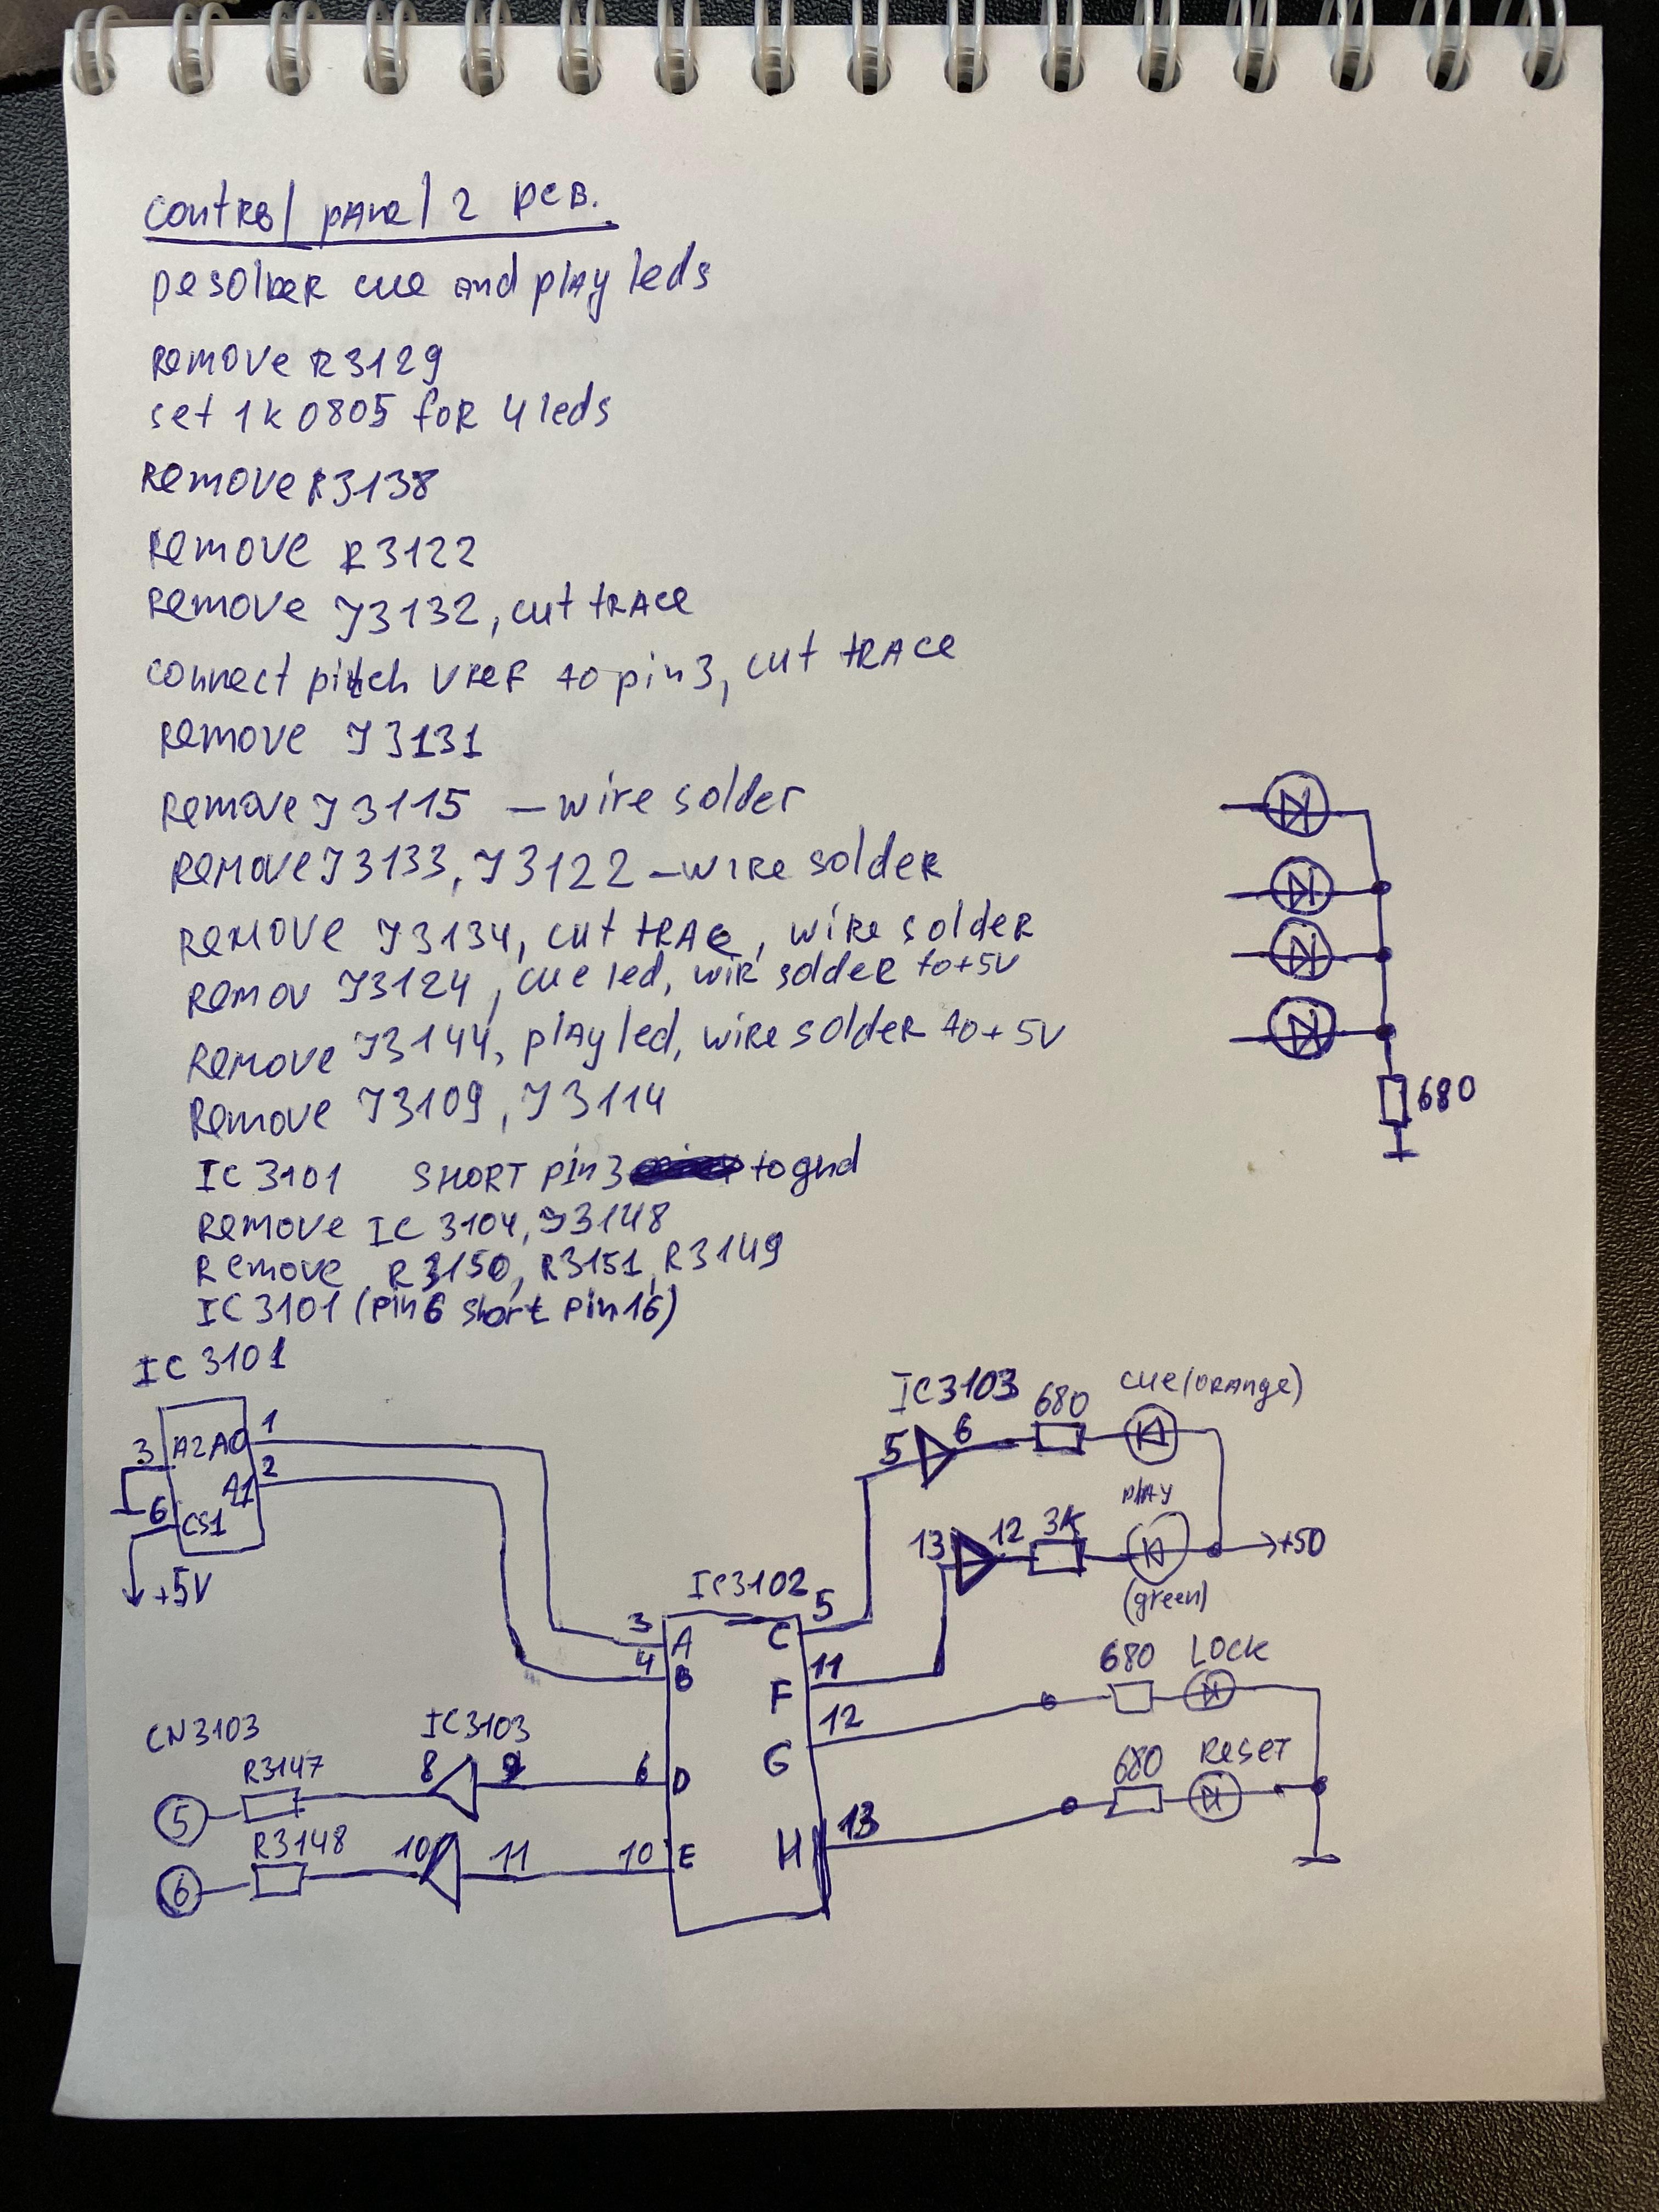 control panel 2 pcB.
Desolder cue and play leds
Remove R3129
set 1k 0805 foR 4 leds
Remove R3138
Remove R3122
Remove J3132, cut trace
connect pitch Vref to pin3, cut trace
Remove J3131
Remove J3115 – wire solder
Remove J3133, J3122 – wire solder
Remove J3134, cut trac, wire solder
Remov J3124, cue led, wir solder to +5V
Remove J3144, play led, wire solder to +5V
Remove J3109, J3114
680
IC 3101 SHORT pin3 to gnd
Remove IC 3104, J3148
Remove R3150, R3151, R3149
IC 3101 (pin6 short pin16)
IC 3101
3 A2 A0 1
A1 2
6 CS1
+5V
IC3103 680 cue (orange)
5 6
play
13 12 3K +50
(green)
IC3102
3 A C 5
4 B F 11
G 12
680 LOCK
CN3103 IC3103
5 R3147 8 9 6 D
6 R3148 10 11 10 E
H 13
680 Reset